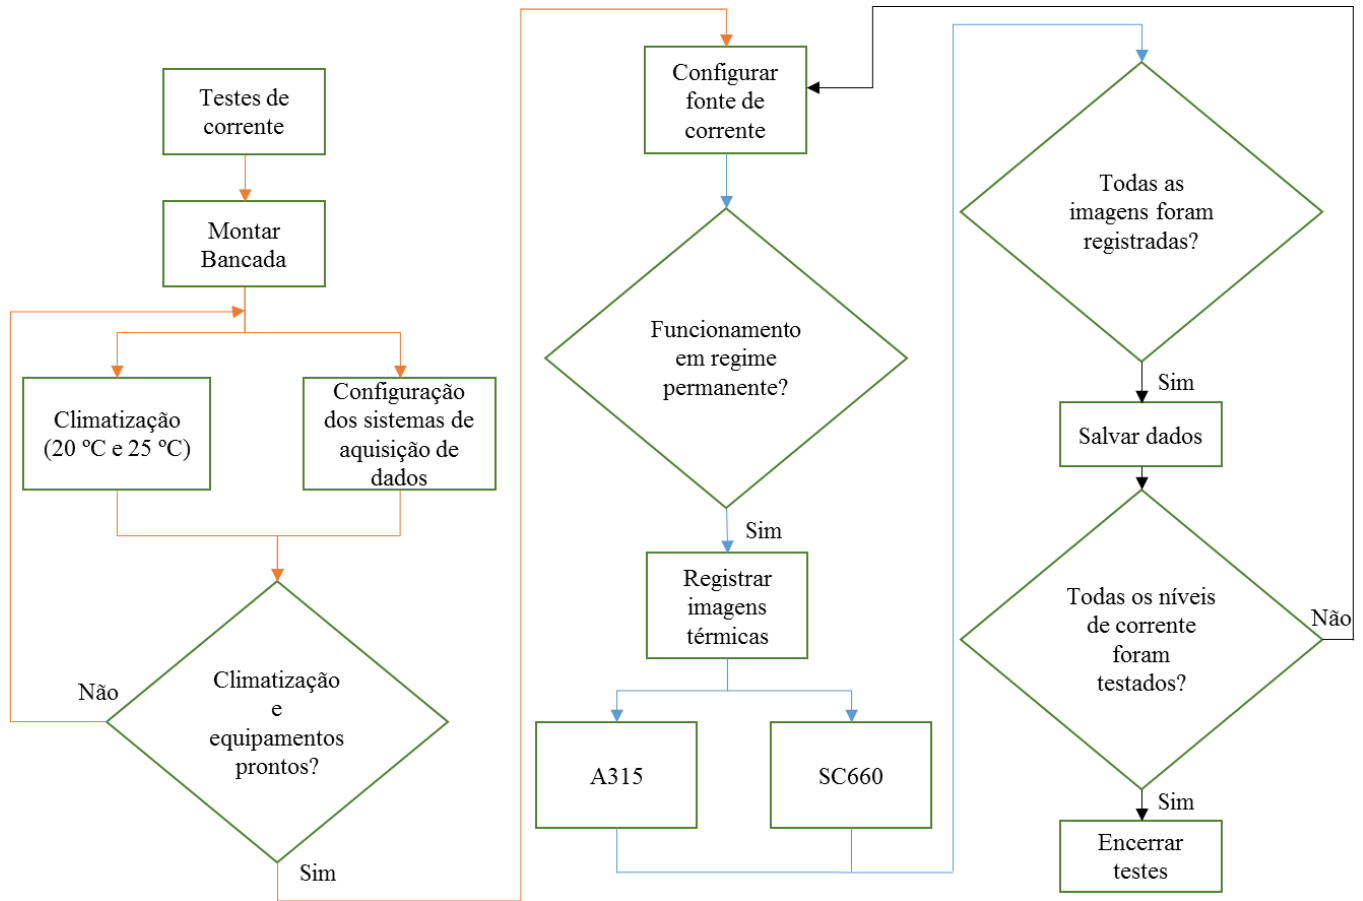 Testes de
corrente
Montar
Bancada
Climatização
(20 ºC e 25 ºC)
Configuração
dos sistemas de
aquisição de
dados
Climatização
e
equipamentos
prontos?
Não
Sim
Configurar
fonte de
corrente
Funcionamento
em regime
permanente?
Sim
Registrar
imagens
térmicas
A315
SC660
Todas as
imagens foram
registradas?
Sim
Salvar dados
Todas os níveis
de corrente
foram
testados?
Não
Sim
Encerrar
testes